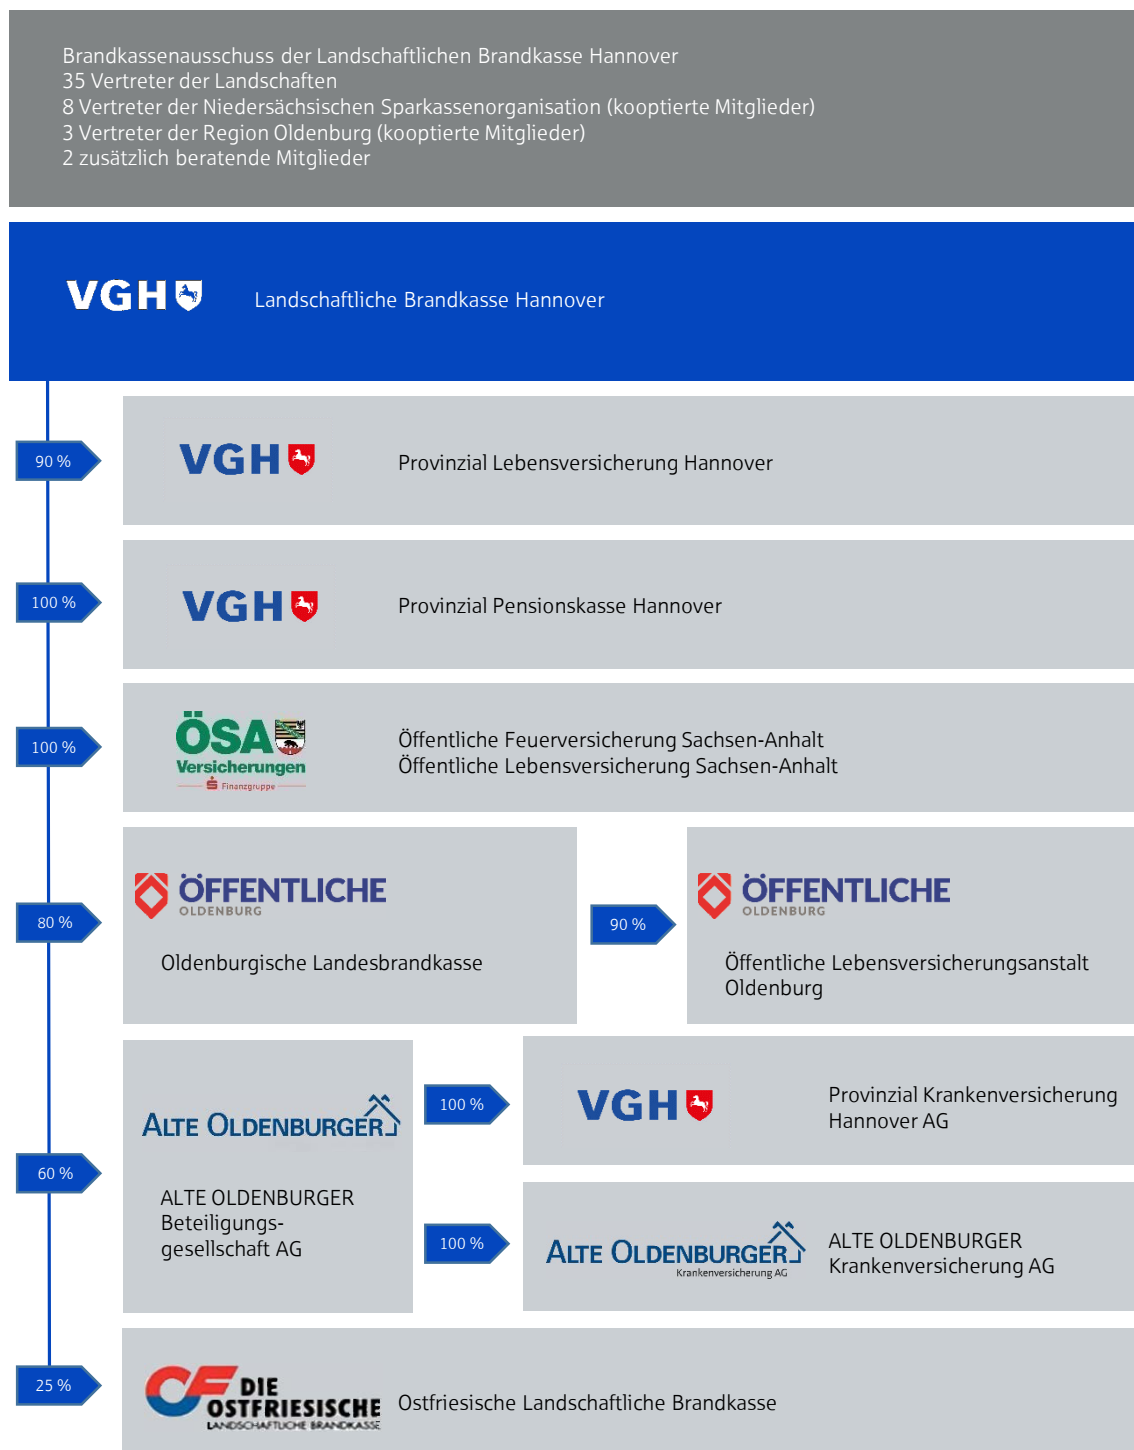 Brandkassenausschuss der Landschaftlichen Brandkasse Hannover
35 Vertreter der Landschaften
8 Vertreter der Niedersächsischen Sparkassenorganisation (kooptierte Mitglieder)
3 Vertreter der Region Oldenburg (kooptierte Mitglieder)
2 zusätzlich beratende Mitglieder
VGH
Landschaftliche Brandkasse Hannover
90 %
VGH
Provinzial Lebensversicherung Hannover
100 %
VGH
Provinzial Pensionskasse Hannover
100 %
ÖSA
Versicherungen
Finanzgruppe
Öffentliche Feuerversicherung Sachsen-Anhalt
Öffentliche Lebensversicherung Sachsen-Anhalt
80 %
ÖFFENTLICHE
OLDENBURG
Oldenburgische Landesbrandkasse
90 %
ÖFFENTLICHE
OLDENBURG
Öffentliche Lebensversicherungsanstalt
Oldenburg
60 %
ALTE OLDENBURGER
ALTE OLDENBURGER
Beteiligungs-
gesellschaft AG
100 %
VGH
Provinzial Krankenversicherung
Hannover AG
100 %
ALTE OLDENBURGER
Krankenversicherung AG
ALTE OLDENBURGER
Krankenversicherung AG
25 %
DIE
OSTFRIESISCHE
LANDSCHAFTLICHE BRANDKASSE
Ostfriesische Landschaftliche Brandkasse